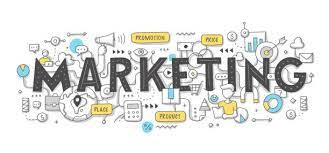 PROMOTION
PRICE
MARKETING
PLACE
PRODUCT